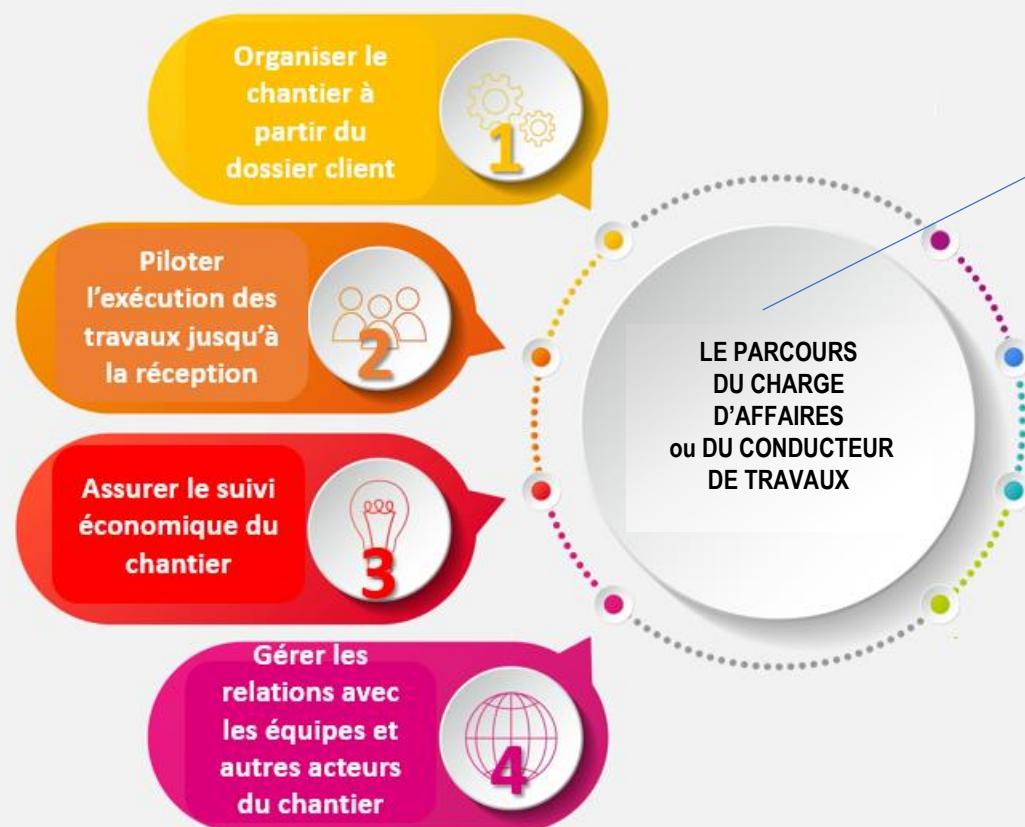 Organiser le
chantier à
partir du
dossier client
1
Piloter
l’exécution des
travaux jusqu’à
la réception
2
Assurer le suivi
économique du
chantier
3
Gérer les
relations avec
les équipes et
autres acteurs
du chantier
4
LE PARCOURS
DU CHARGE
D’AFFAIRES
ou DU CONDUCTEUR
DE TRAVAUX